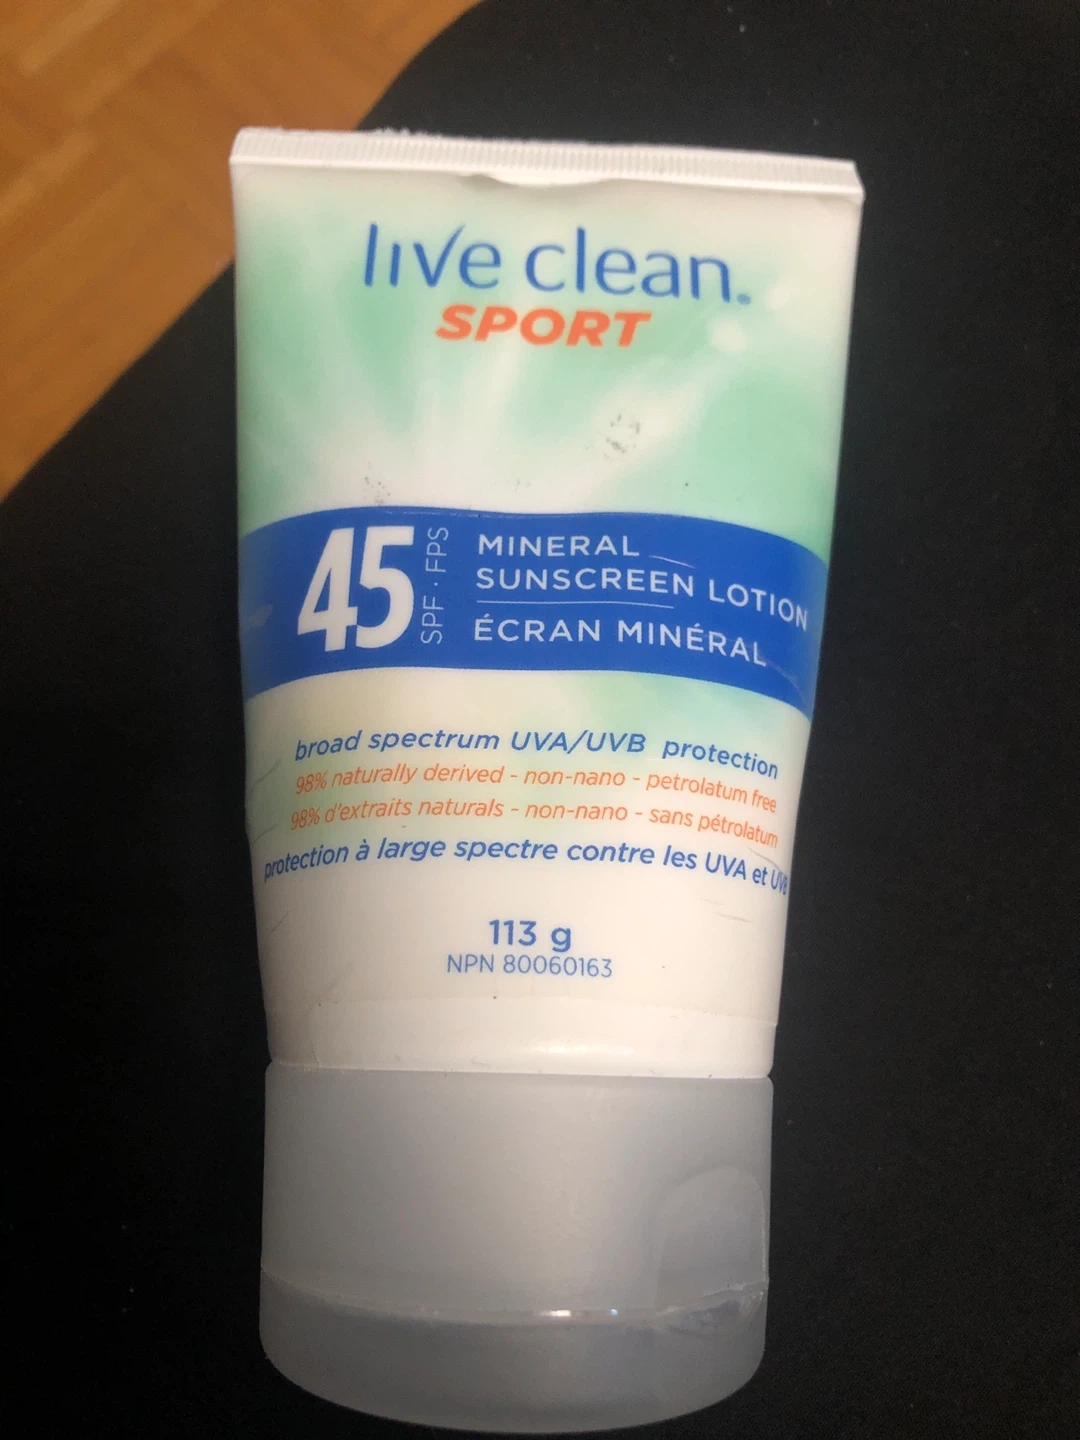 live clean.
SPORT
45
SPF · FPS
MINERAL
SUNSCREEN LOTION
ÉCRAN MINÉRAL
broad spectrum UVA/UVB protection
98% naturally derived - non-nano - petrolatum free
98% d'extraits naturals - non-nano - sans pétrolatum
protection à large spectre contre les UVA et UVB
113 g
NPN 80060163